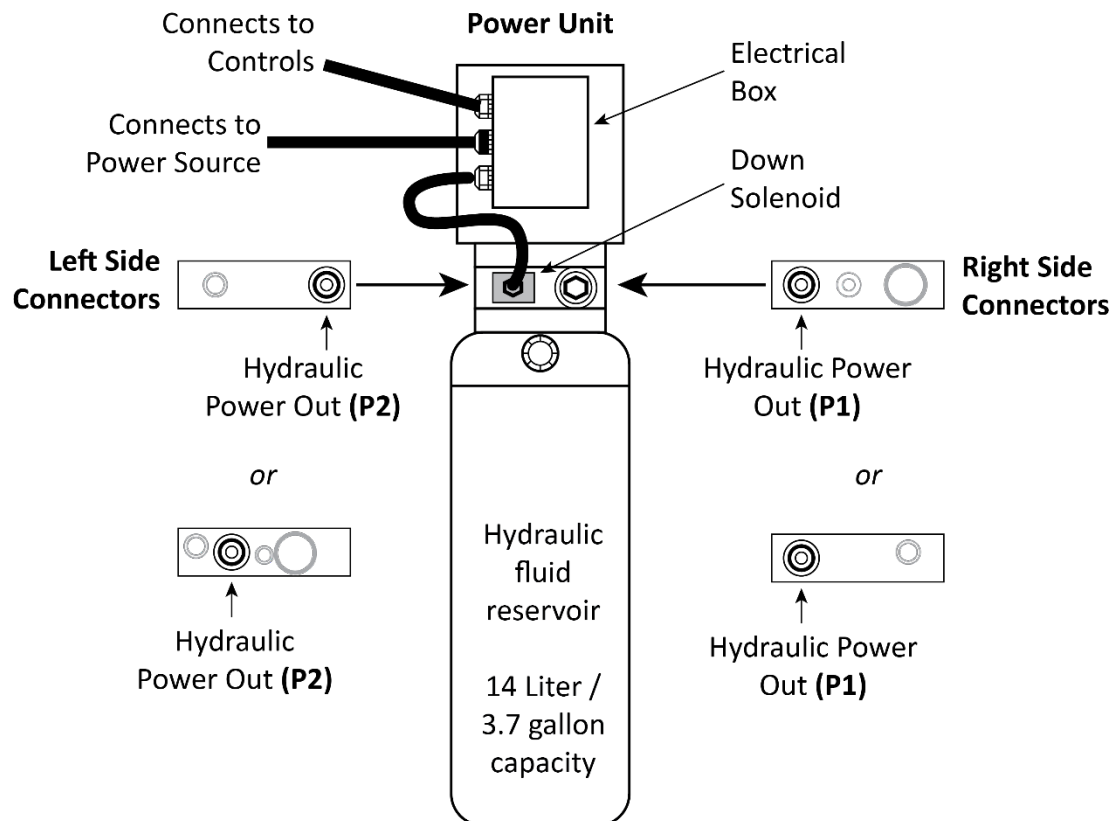 Power Unit
Connects to
Controls
Connects to
Power Source
Electrical
Box
Down
Solenoid
Left Side
Connectors
Right Side
Connectors
Hydraulic
Power Out (P2)
Hydraulic Power
Out (P1)
or
or
Hydraulic
Power Out (P2)
Hydraulic Power
Out (P1)
Hydraulic
fluid
reservoir
14 Liter /
3.7 gallon
capacity